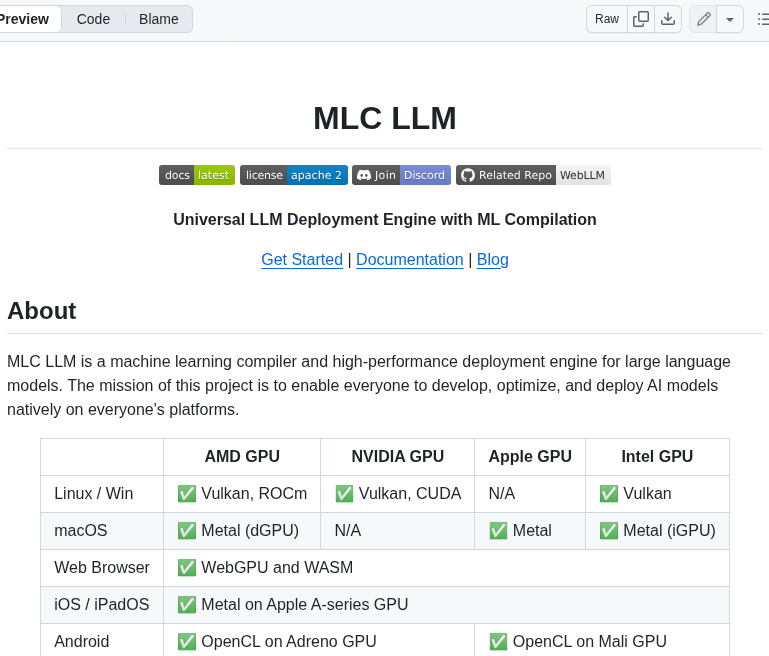 Preview Code Blame Raw
MLC LLM
docs latest license apache 2 Join Discord Related Repo WebLLM
Universal LLM Deployment Engine with ML Compilation
Get Started | Documentation | Blog
About
MLC LLM is a machine learning compiler and high-performance deployment engine for large language
models. The mission of this project is to enable everyone to develop, optimize, and deploy AI models
natively on everyone's platforms.
AMD GPU NVIDIA GPU Apple GPU Intel GPU
Linux / Win ✅ Vulkan, ROCm ✅ Vulkan, CUDA N/A ✅ Vulkan
macOS ✅ Metal (dGPU) N/A ✅ Metal ✅ Metal (iGPU)
Web Browser ✅ WebGPU and WASM
iOS / iPadOS ✅ Metal on Apple A-series GPU
Android ✅ OpenCL on Adreno GPU ✅ OpenCL on Mali GPU